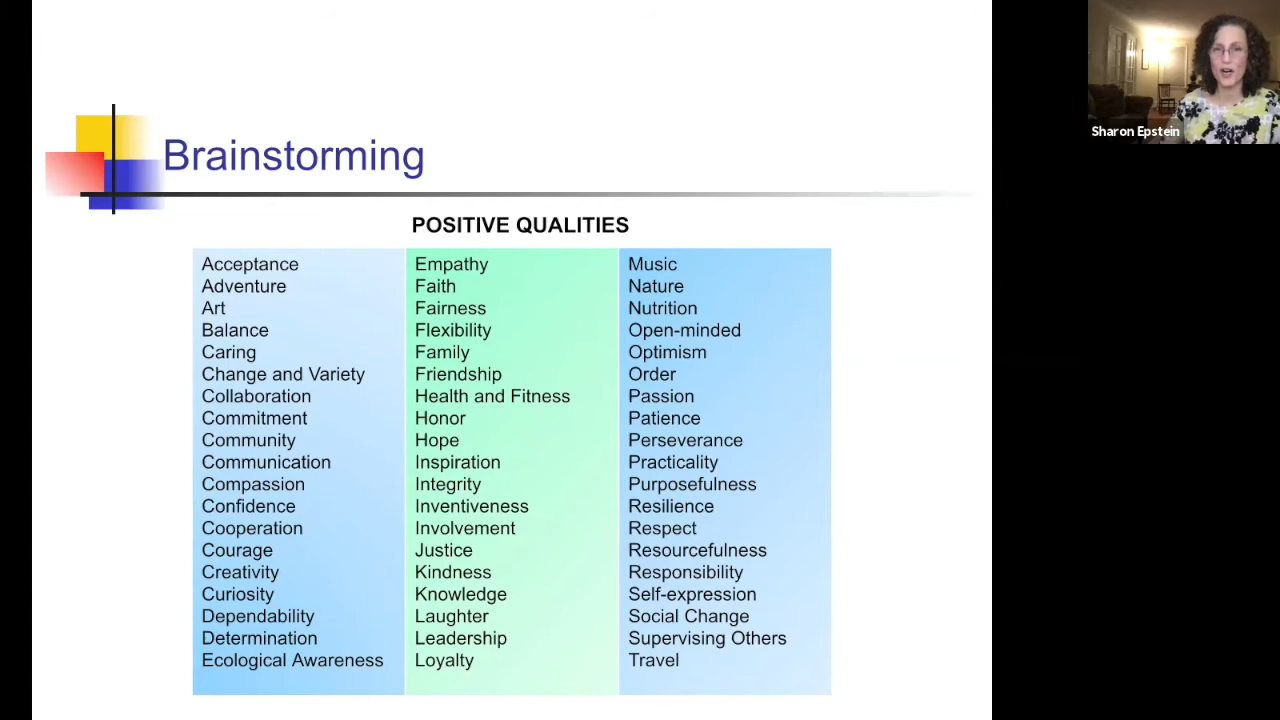 Brainstorming
POSITIVE QUALITIES
Acceptance
Adventure
Art
Balance
Caring
Change and Variety
Collaboration
Commitment
Community
Communication
Compassion
Confidence
Cooperation
Courage
Creativity
Curiosity
Dependability
Determination
Ecological Awareness
Empathy
Faith
Fairness
Flexibility
Family
Friendship
Health and Fitness
Honor
Hope
Inspiration
Integrity
Inventiveness
Involvement
Justice
Kindness
Knowledge
Laughter
Leadership
Loyalty
Music
Nature
Nutrition
Open-minded
Optimism
Order
Passion
Patience
Perseverance
Practicality
Purposefulness
Resilience
Respect
Resourcefulness
Responsibility
Self-expression
Social Change
Supervising Others
Travel
Sharon Epstein